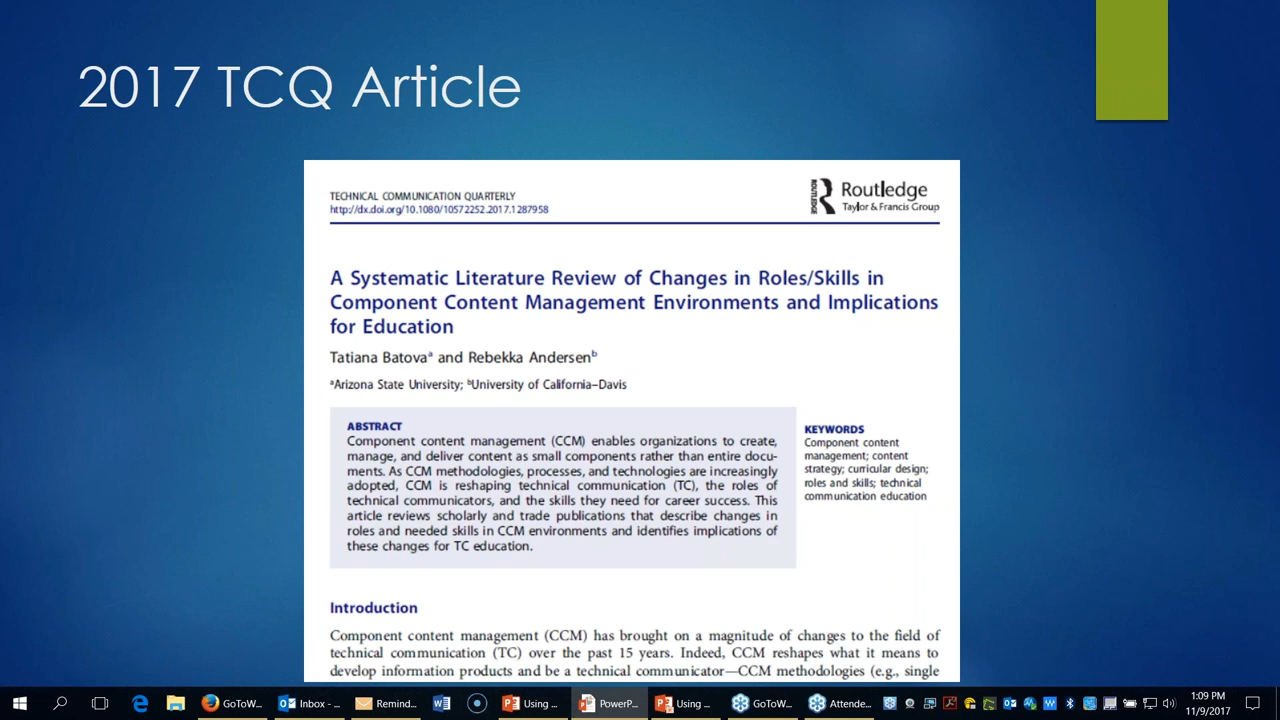 2017 TCQ Article
TECHNICAL COMMUNICATION QUARTERLY
http://dx.doi.org/10.1080/10572252.2017.1287958
ROUTLEDGE
Routledge
Taylor & Francis Group
A Systematic Literature Review of Changes in Roles/Skills in
Component Content Management Environments and Implications
for Education
Tatiana Batovaa and Rebekka Andersenb
aArizona State University; bUniversity of California–Davis
ABSTRACT
Component content management (CCM) enables organizations to create,
manage, and deliver content as small components rather than entire docu-
ments. As CCM methodologies, processes, and technologies are increasingly
adopted, CCM is reshaping technical communication (TC), the roles of
technical communicators, and the skills they need for career success. This
article reviews scholarly and trade publications that describe changes in
roles and needed skills in CCM environments and identifies implications of
these changes for TC education.
KEYWORDS
Component content
management; content
strategy; curricular design;
roles and skills; technical
communication education
Introduction
Component content management (CCM) has brought on a magnitude of changes to the field of
technical communication (TC) over the past 15 years. Indeed, CCM reshapes what it means to
develop information products and be a technical communicator—CCM methodologies (e.g., single
GoToW...
Inbox - ...
Remind...
Using ...
PowerP...
Using ...
GoToW...
Attende...
1:09 PM
11/9/2017